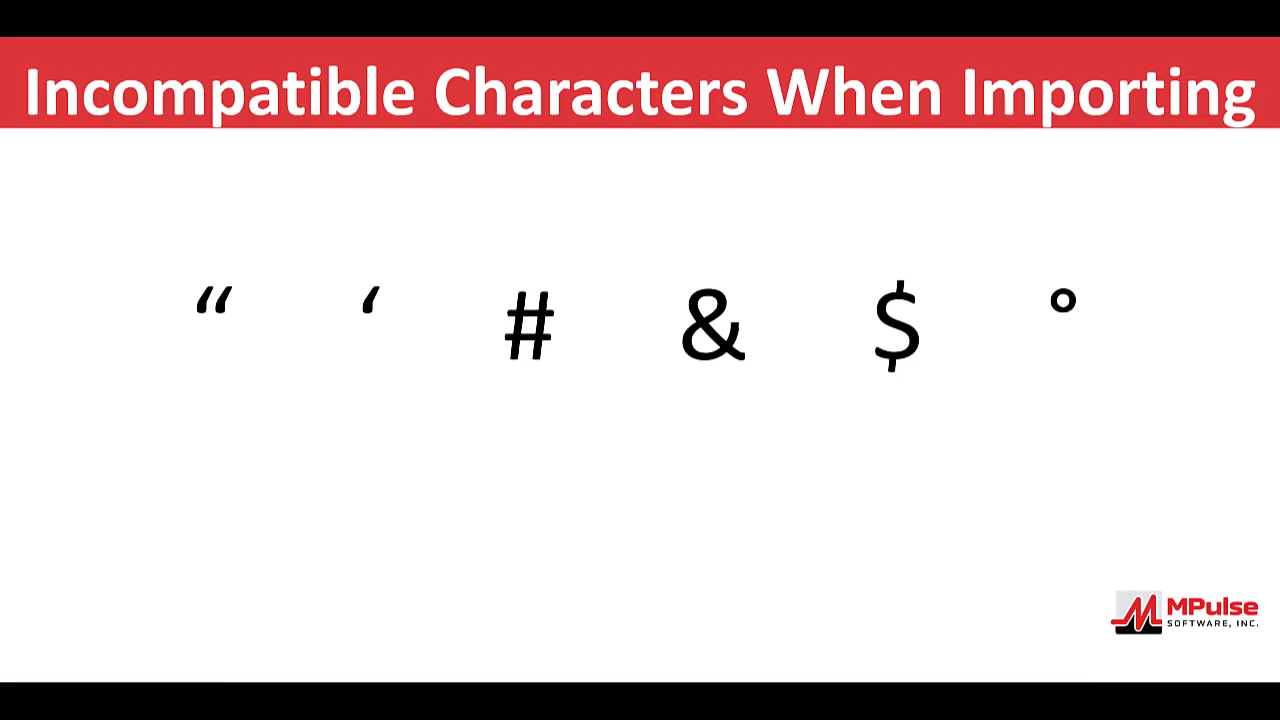 Incompatible Characters When Importing
“ ‘ # & $ °
MPulse
SOFTWARE, INC.